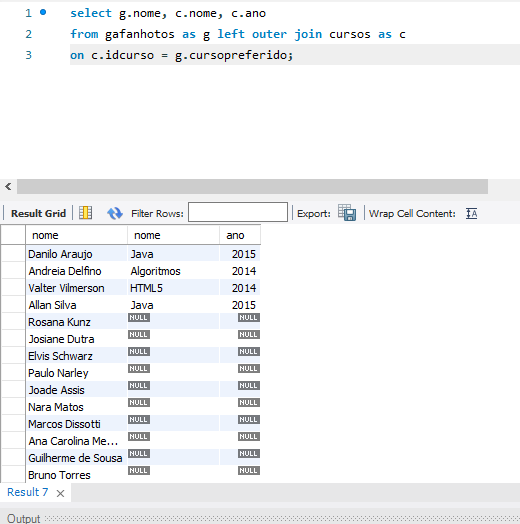 1 select g.nome, c.nome, c.ano
2 from gafanhotos as g left outer join cursos as c
3 on c.idcurso = g.cursopreferido;
Result Grid Filter Rows: Export: Wrap Cell Content: IA
nome nome ano
Danilo Araujo Java 2015
Andreia Delfino Algoritmos 2014
Valter Vilmerson HTML5 2014
Allan Silva Java 2015
Rosana Kunz NULL NULL
Josiane Dutra NULL NULL
Elvis Schwarz NULL NULL
Paulo Narley NULL NULL
Joade Assis NULL NULL
Nara Matos NULL NULL
Marcos Dissotti NULL NULL
Ana Carolina Me... NULL NULL
Guilherme de Sousa NULL NULL
Bruno Torres NULL NULL
Result 7 ×
Output